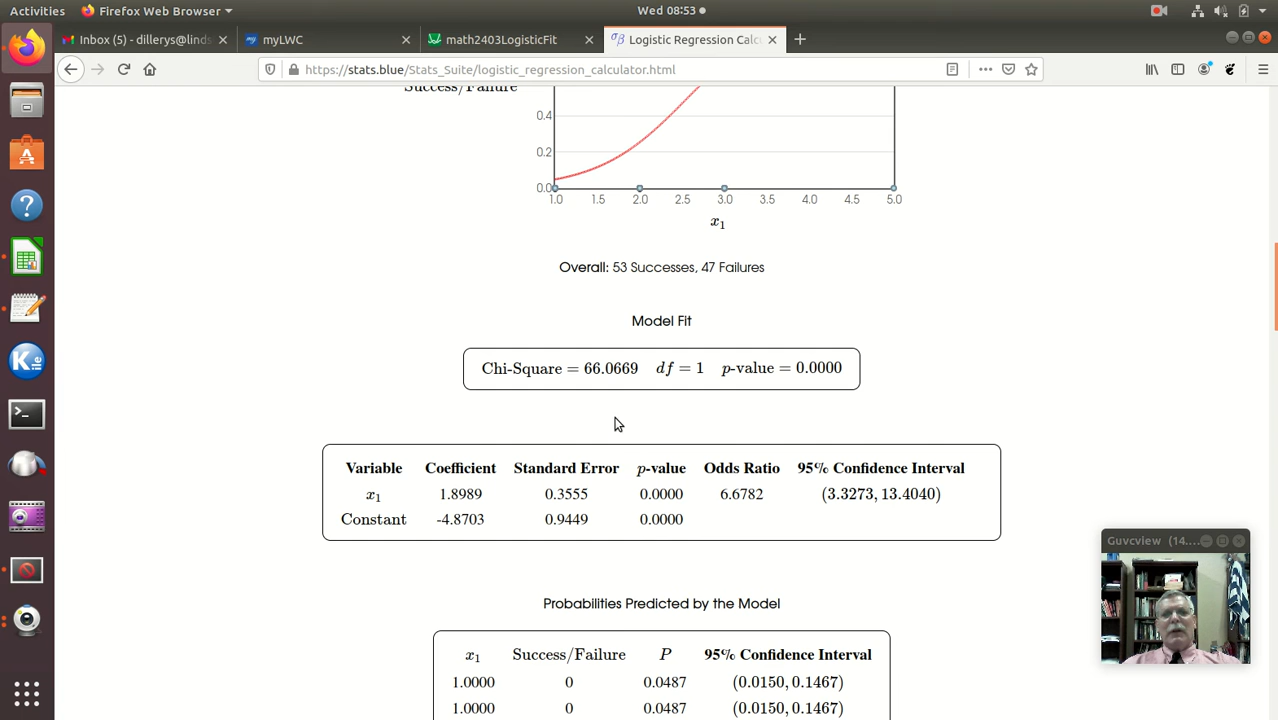 Activities Firefox Web Browser Wed 08:53
Inbox (5) - dillerys@linds myLWC math2403LogisticFit Logistic Regression Calc
https://stats.blue/Stats_Suite/logistic_regression_calculator.html
Success/Failure
0.4
0.2
0.0
1.0 1.5 2.0 2.5 3.0 3.5 4.0 4.5 5.0
x₁
Overall: 53 Successes, 47 Failures
Model Fit
Chi-Square = 66.0669 df = 1 p-value = 0.0000
Variable Coefficient Standard Error p-value Odds Ratio 95% Confidence Interval
x₁ 1.8989 0.3555 0.0000 6.6782 (3.3273, 13.4040)
Constant -4.8703 0.9449 0.0000
Guvcview (14....
Probabilities Predicted by the Model
x₁ Success/Failure P 95% Confidence Interval
1.0000 0 0.0487 (0.0150, 0.1467)
1.0000 0 0.0487 (0.0150, 0.1467)